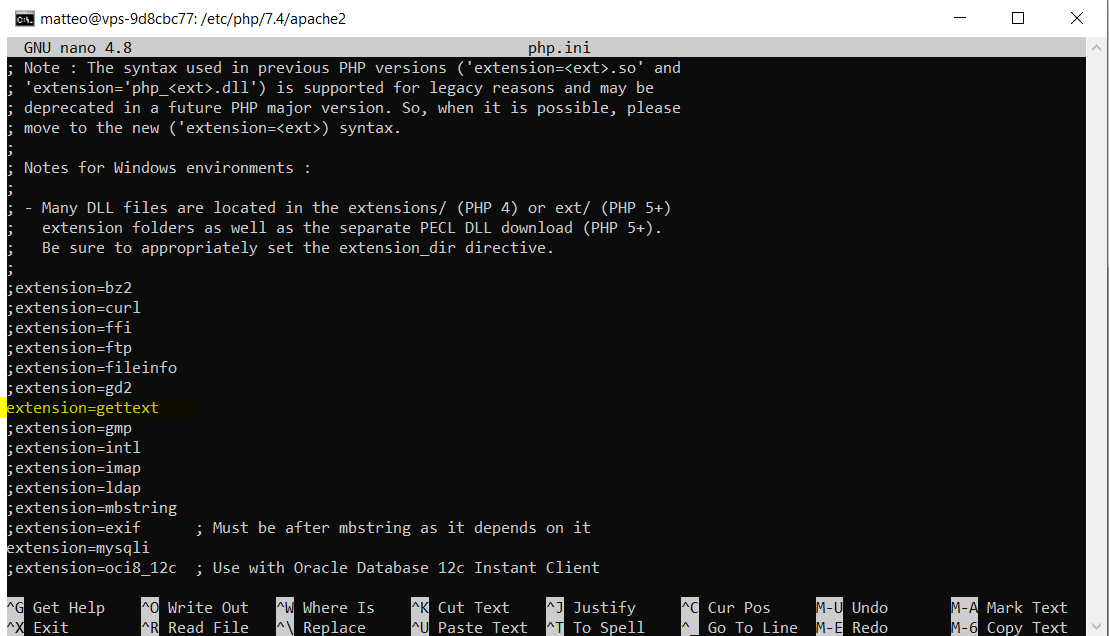 matteo@vps-9d8cbc77: /etc/php/7.4/apache2
GNU nano 4.8 php.ini
; Note : The syntax used in previous PHP versions ('extension=<ext>.so' and
; 'extension='php_<ext>.dll') is supported for legacy reasons and may be
; deprecated in a future PHP major version. So, when it is possible, please
; move to the new ('extension=<ext>) syntax.
;
; Notes for Windows environments :
;
; - Many DLL files are located in the extensions/ (PHP 4) or ext/ (PHP 5+)
;   extension folders as well as the separate PECL DLL download (PHP 5+).
;   Be sure to appropriately set the extension_dir directive.
;
;extension=bz2
;extension=curl
;extension=ffi
;extension=ftp
;extension=fileinfo
;extension=gd2
extension=gettext
;extension=gmp
;extension=intl
;extension=imap
;extension=ldap
;extension=mbstring
;extension=exif      ; Must be after mbstring as it depends on it
extension=mysqli
;extension=oci8_12c  ; Use with Oracle Database 12c Instant Client
^G Get Help ^O Write Out ^W Where Is ^K Cut Text ^J Justify ^C Cur Pos M-U Undo M-A Mark Text
^X Exit ^R Read File ^\ Replace ^U Paste Text ^T To Spell ^_ Go To Line M-E Redo M-6 Copy Text